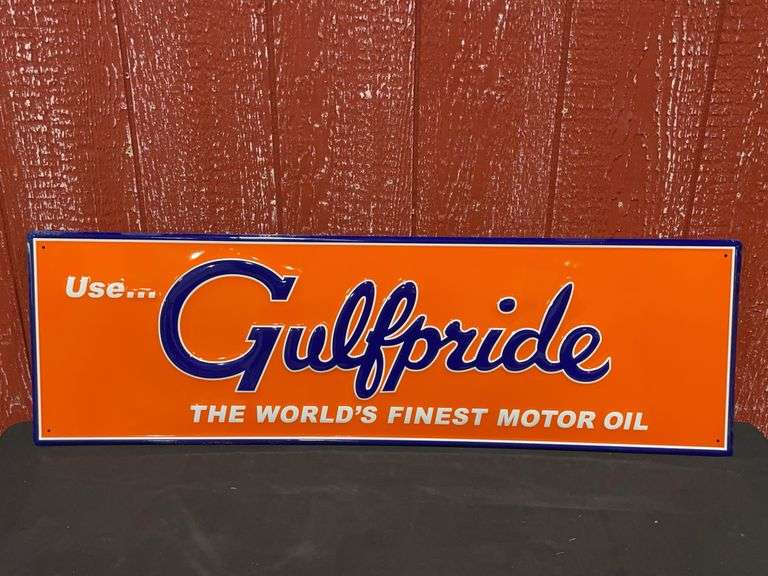 Use...
Gulfpride
THE WORLD'S FINEST MOTOR OIL